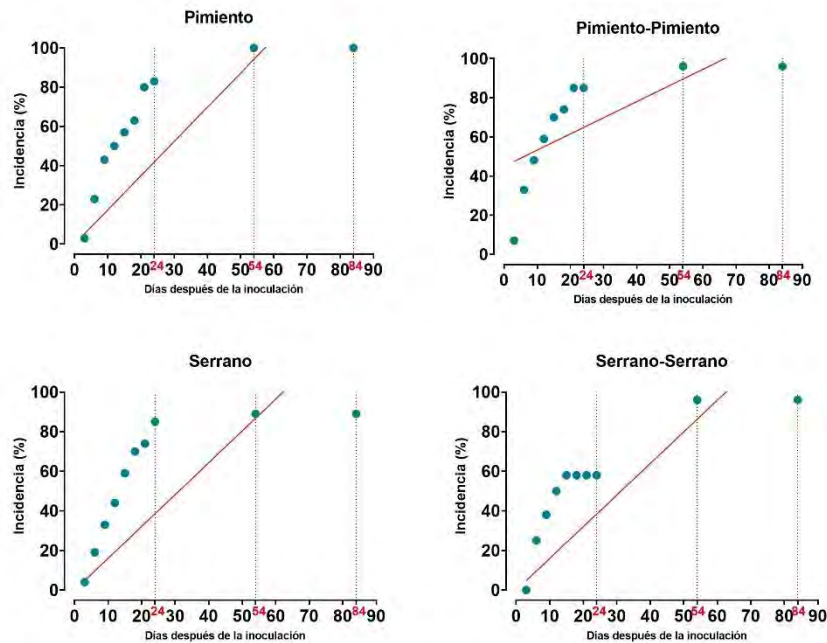 Pimiento
Incidencia (%)
100
80
60
40
20
0
0 10 20 24 30 40 50 54 60 70 80 84 90
Días después de la inoculación
Pimiento-Pimiento
Incidencia (%)
100
80
60
40
20
0
0 10 20 24 30 40 50 54 60 70 80 84 90
Días después de la inoculación
Serrano
Incidencia (%)
100
80
60
40
20
0
0 10 20 24 30 40 50 54 60 70 80 84 90
Días después de la inoculación
Serrano-Serrano
Incidencia (%)
100
80
60
40
20
0
0 10 20 24 30 40 50 54 60 70 80 84 90
Días después de la inoculación